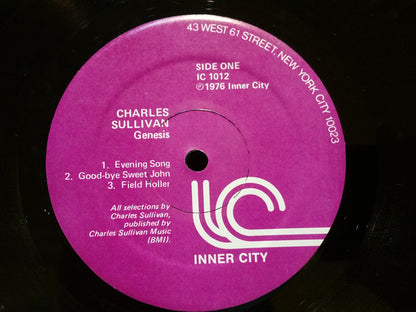 43 WEST 61 STREET, NEW YORK CITY 10023
SIDE ONE
IC 1012
℗1976 Inner City
CHARLES
SULLIVAN
Genesis
1. Evening Song
2. Good-bye Sweet John
3. Field Holler
All selections by
Charles Sullivan,
published by
Charles Sullivan Music
(BMI).
IC
INNER CITY